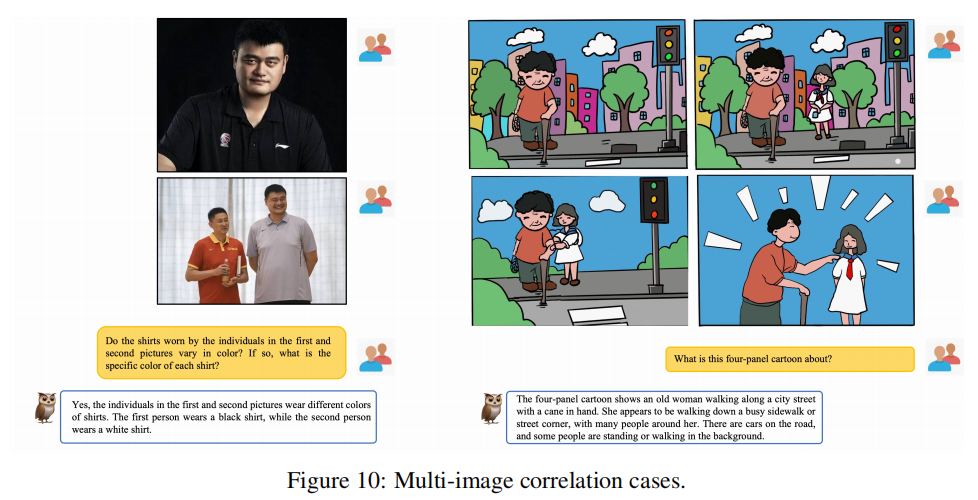 Do the shirts worn by the individuals in the first and
second pictures vary in color? If so, what is the
specific color of each shirt?
Yes, the individuals in the first and second pictures wear different colors
of shirts. The first person wears a black shirt, while the second person
wears a white shirt.
What is this four-panel cartoon about?
The four-panel cartoon shows an old woman walking along a city street
with a cane in hand. She appears to be walking down a busy sidewalk or
street corner, with many people around her. There are cars on the road,
and some people are standing or walking in the background.
Figure 10: Multi-image correlation cases.